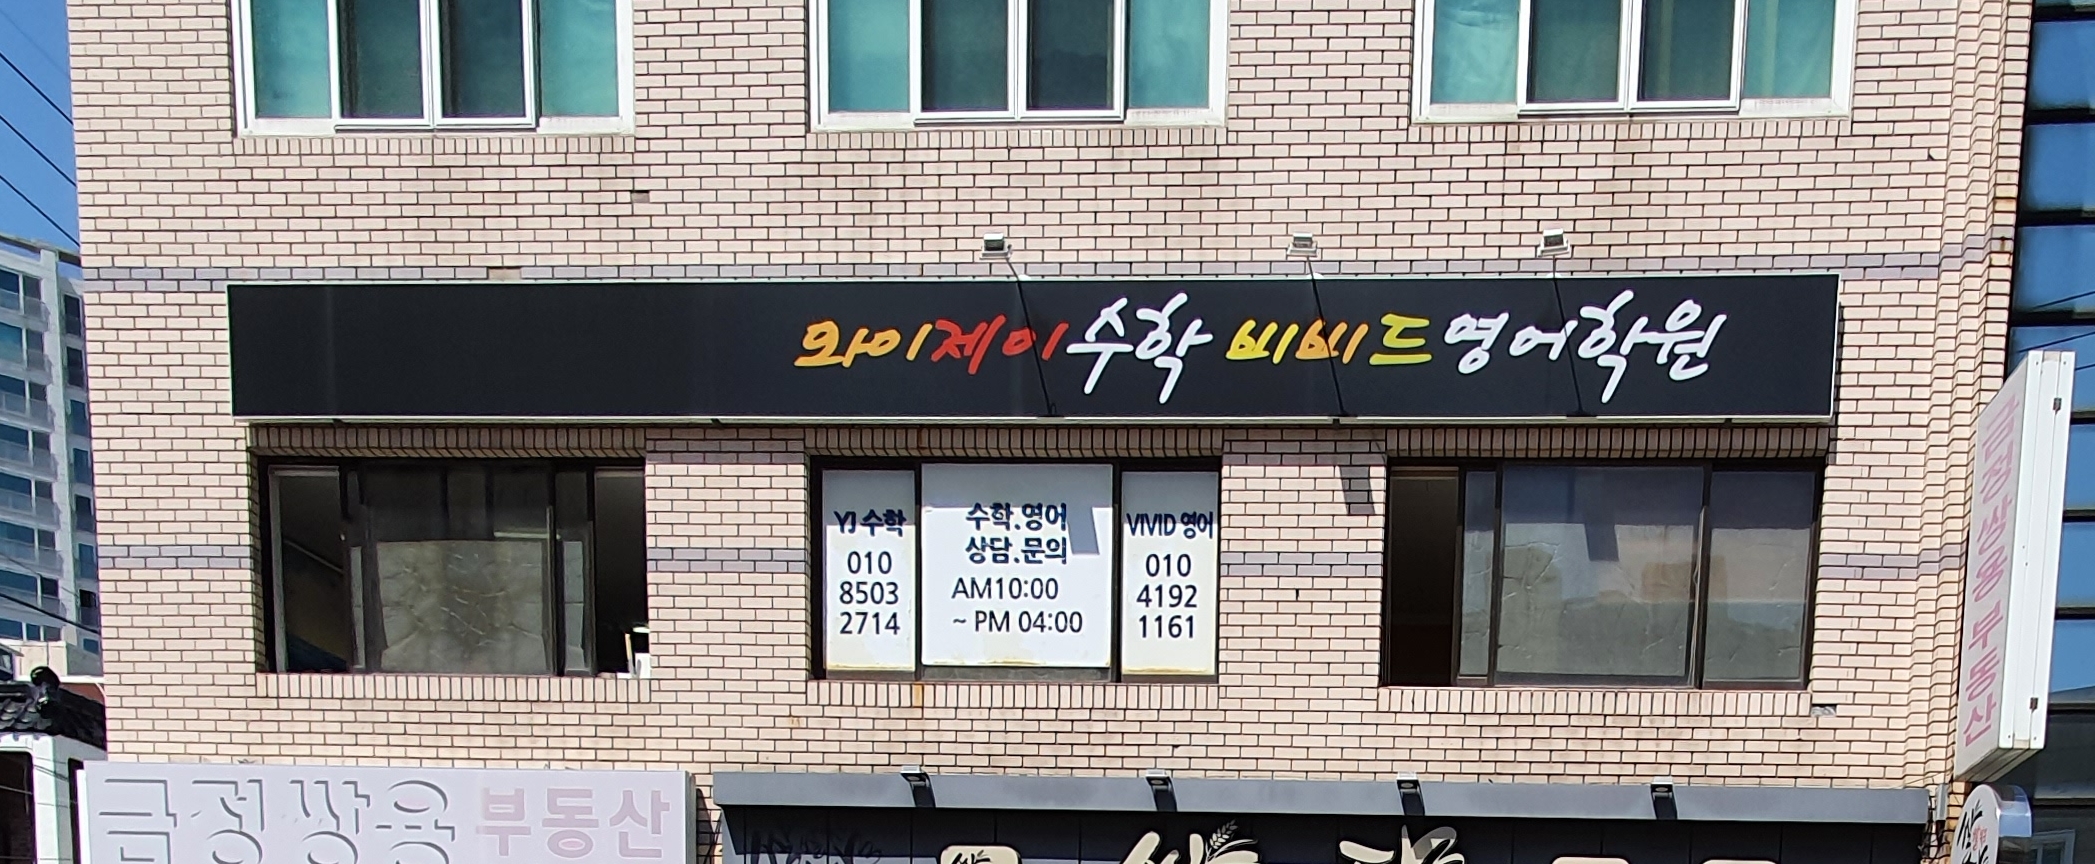 와이제이수학 비비드영어학원
YJ 수학
010
8503
2714
수학.영어
상담.문의
AM10:00
~ PM 04:00
VIVID 영어
010
4192
1161
금정쌍용부동산
금정쌍용 부동산